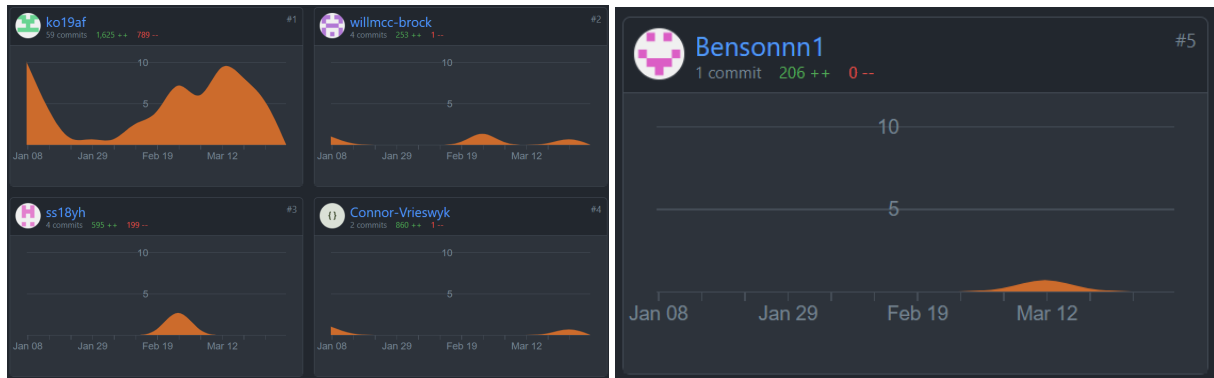 ko19af #1
59 commits 1,625 ++ 789 --
10
5
Jan 08 Jan 29 Feb 19 Mar 12
willmcc-brock #2
4 commits 253 ++ 1 --
10
5
Jan 08 Jan 29 Feb 19 Mar 12
ss18yh #3
4 commits 595 ++ 199 --
10
5
Jan 08 Jan 29 Feb 19 Mar 12
{} Connor-Vrieswyk #4
2 commits 860 ++ 1 --
10
5
Jan 08 Jan 29 Feb 19 Mar 12
Bensonnn1 #5
1 commit 206 ++ 0 --
10
5
Jan 08 Jan 29 Feb 19 Mar 12